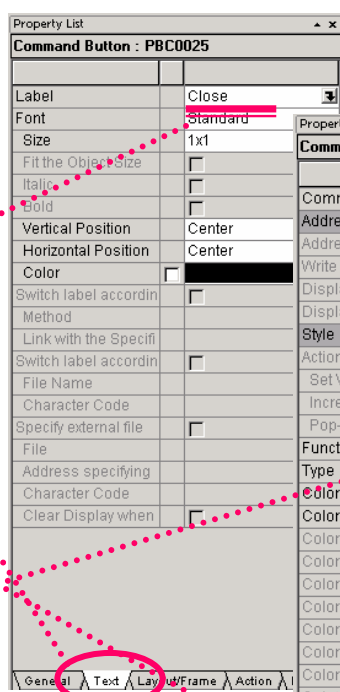 Property List
Command Button : PBC0025
Label Close
Font Standard
Size 1x1
Fit the Object Size
Italic
Bold
Vertical Position Center
Horizontal Position Center
Color
Switch label accordin
Method
Link with the Specifi
Switch label accordin
File Name
Character Code
Specify external file
File
Address specifying
Character Code
Clear Display when
General Text Layout/Frame Action
Proper
Comm
Comm
Addre
Addre
Write
Displ
Displ
Style
Action
Set V
Incre
Pop-
Funct
Type
Color
Color
Color
Color
Color
Color
Color
Color
Color